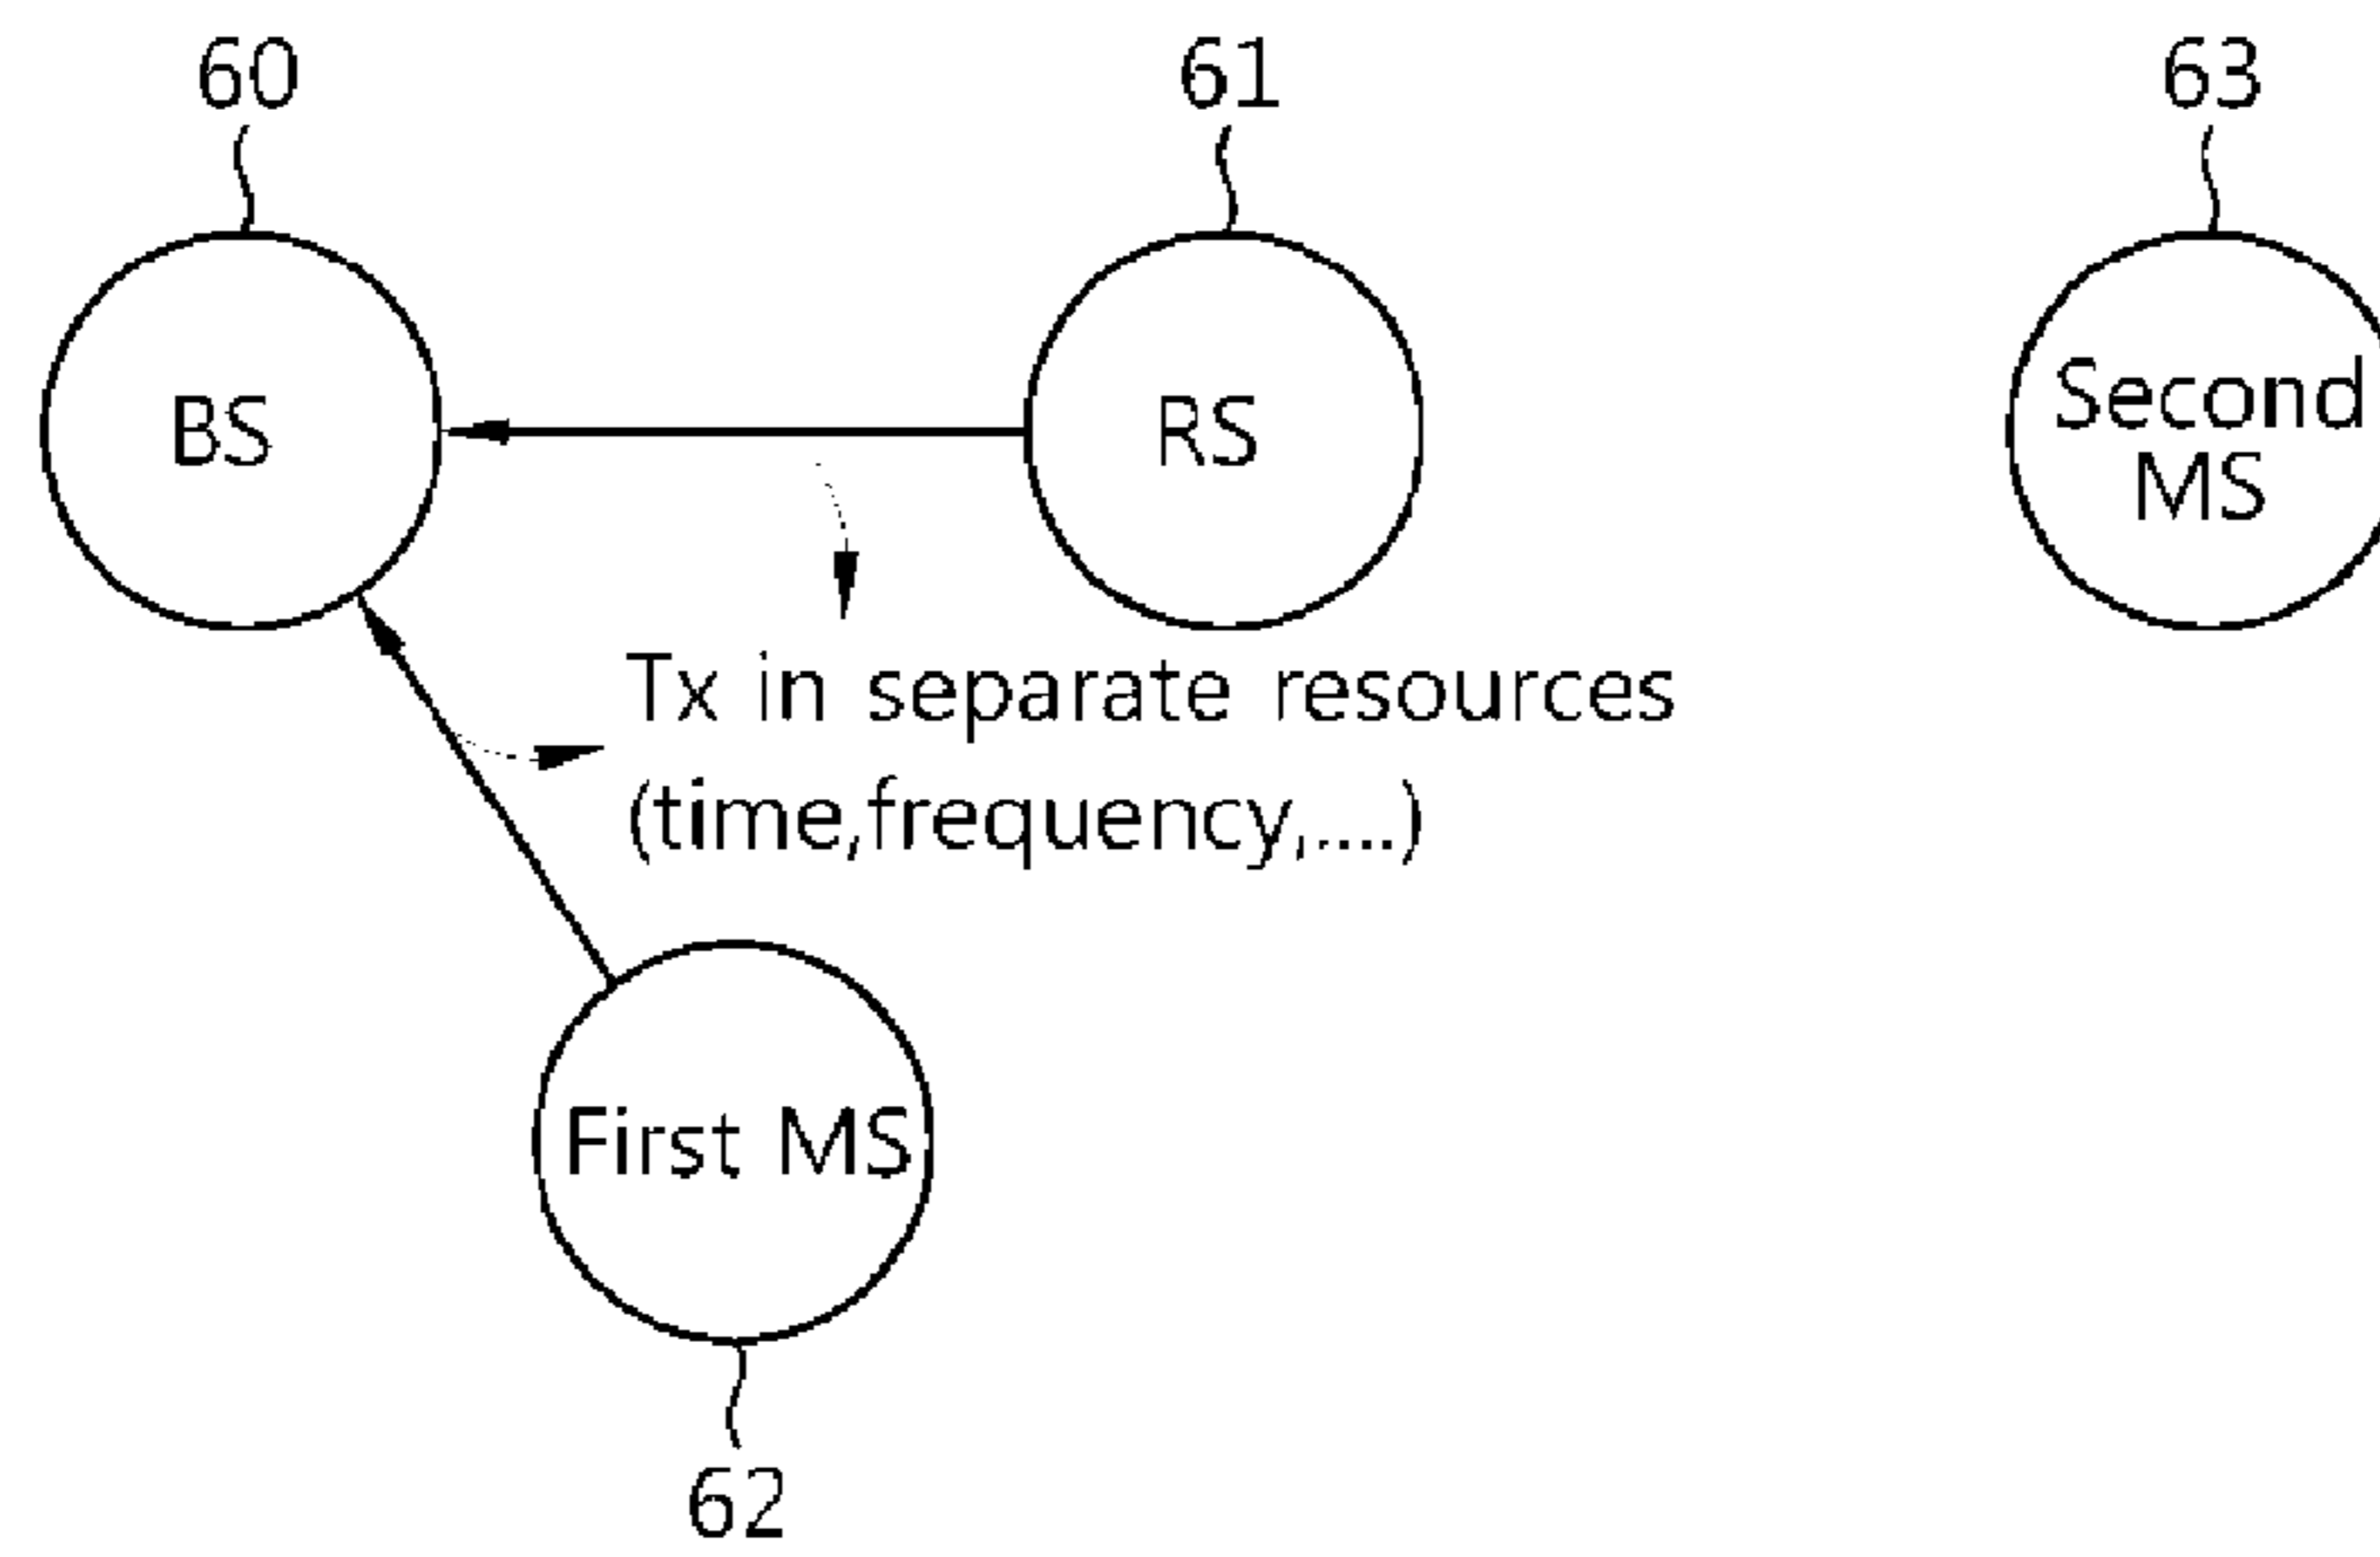 60
61
63
BS
RS
Second
MS
Tx in separate resources
(time,frequency,....)
First MS
62